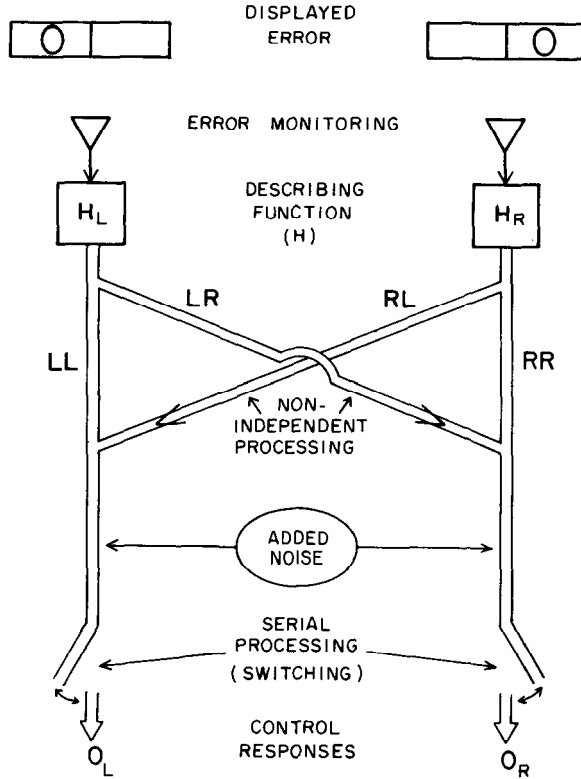 DISPLAYED
ERROR
ERROR MONITORING
H_L
DESCRIBING
FUNCTION
(H)
H_R
LR
RL
LL
RR
NON-
INDEPENDENT
PROCESSING
ADDED
NOISE
SERIAL
PROCESSING
(SWITCHING)
CONTROL
RESPONSES
O_L
O_R